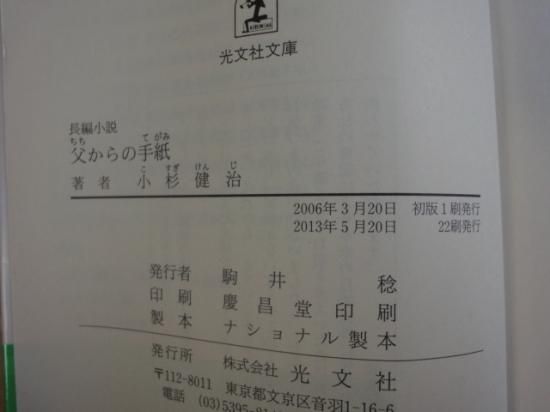 光文社文庫
長編小説
ちち て がみ
父からの手紙
こ すぎ けん じ
著者 小杉健治
2006年3月20日 初版1刷発行
2013年5月20日 22刷発行
発行者 駒井稔
印刷 慶昌堂印刷
製本 ナショナル製本
発行所 株式会社 光文社
〒112-8011 東京都文京区音羽1-16-6
電話 (03)5395-